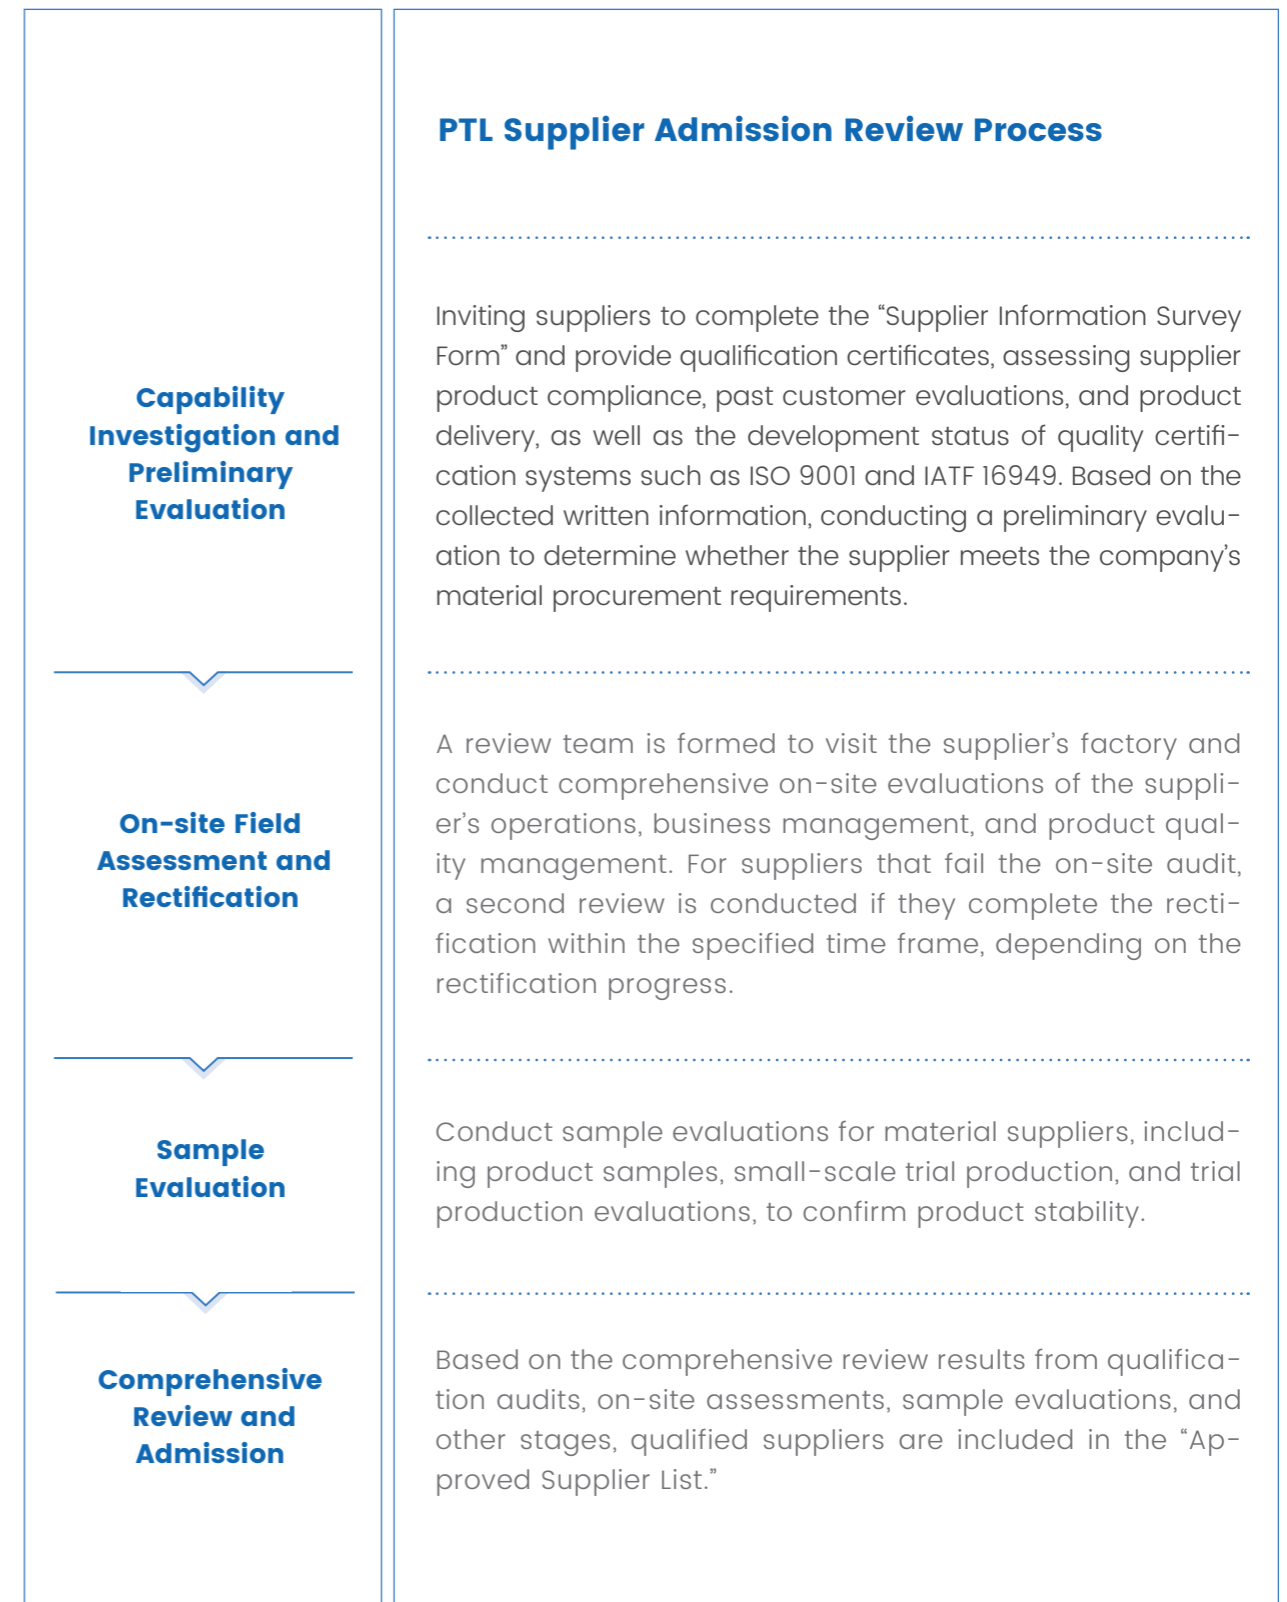 PTL Supplier Admission Review Process
Capability
Investigation and
Preliminary
Evaluation
Inviting suppliers to complete the “Supplier Information Survey
Form” and provide qualification certificates, assessing supplier
product compliance, past customer evaluations, and product
delivery, as well as the development status of quality certifi-
cation systems such as ISO 9001 and IATF 16949. Based on the
collected written information, conducting a preliminary evalu-
ation to determine whether the supplier meets the company’s
material procurement requirements.
On-site Field
Assessment and
Rectification
A review team is formed to visit the supplier’s factory and
conduct comprehensive on-site evaluations of the suppli-
er’s operations, business management, and product qual-
ity management. For suppliers that fail the on-site audit,
a second review is conducted if they complete the recti-
fication within the specified time frame, depending on the
rectification progress.
Sample
Evaluation
Conduct sample evaluations for material suppliers, includ-
ing product samples, small-scale trial production, and trial
production evaluations, to confirm product stability.
Comprehensive
Review and
Admission
Based on the comprehensive review results from qualifica-
tion audits, on-site assessments, sample evaluations, and
other stages, qualified suppliers are included in the “Ap-
proved Supplier List.”